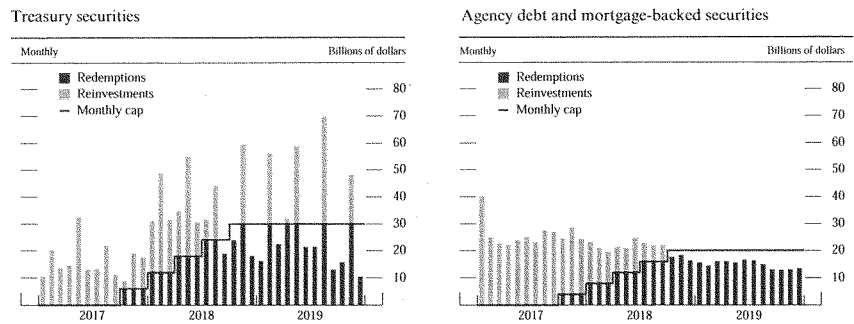 Treasury securities
Monthly Billions of dollars
Redemptions
Reinvestments
Monthly cap
80
70
60
50
40
30
20
10
2017 2018 2019
Agency debt and mortgage-backed securities
Monthly Billions of dollars
Redemptions
Reinvestments
Monthly cap
80
70
60
50
40
30
20
10
2017 2018 2019